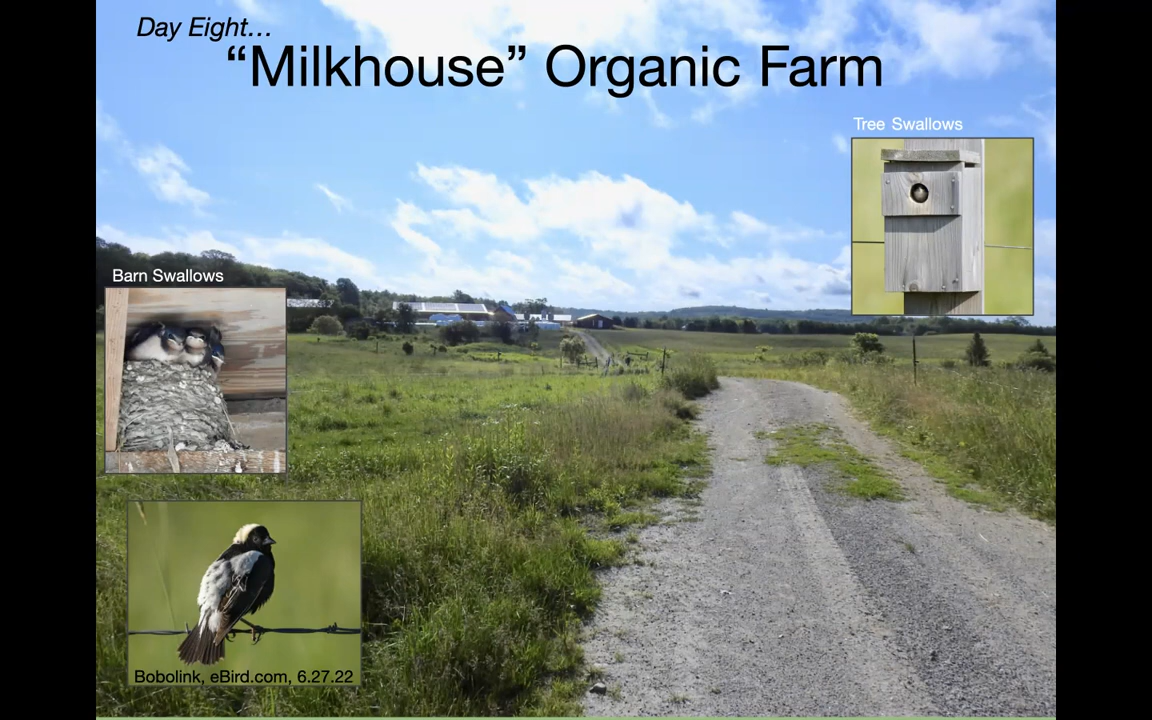 Day Eight…
“Milkhouse” Organic Farm
Tree Swallows
Barn Swallows
Bobolink, eBird.com, 6.27.22